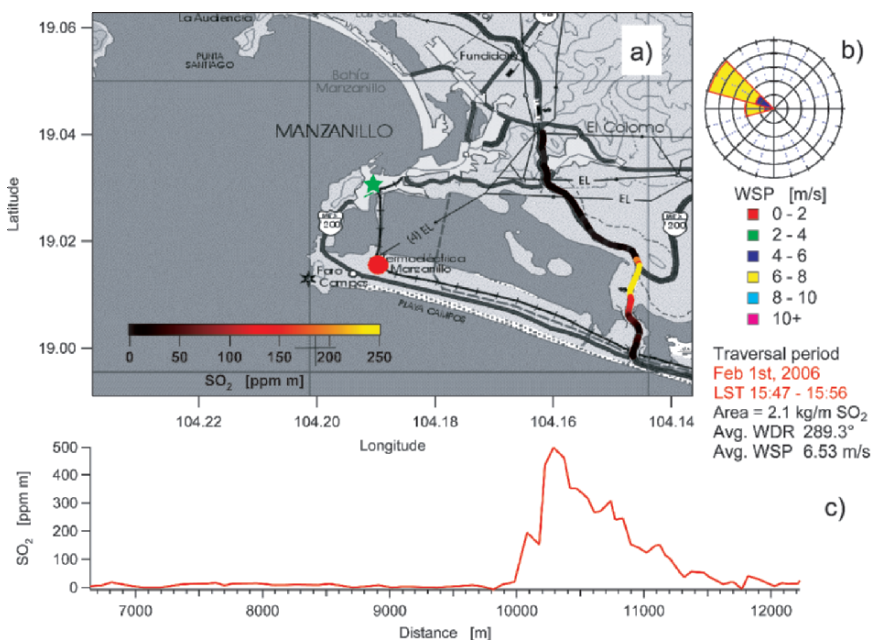 19.06
19.04
19.02
19.00
Latitude
La Audiencia
PUNTA
SANTIAGO
Bahía
Manzanillo
MANZANILLO
Fundidora
a)
El Colomo
EL
EL
(4) EL
200
200
Termoeléctrica
Manzanillo
Faro
Campos
PLAYA CAMPOS
0 50 100 150 200 250
SO2 [ppm m]
104.22 104.20 104.18 104.16 104.14
Longitude
b)
WSP [m/s]
0 - 2
2 - 4
4 - 6
6 - 8
8 - 10
10+
Traversal period
Feb 1st, 2006
LST 15:47 - 15:56
Area = 2.1 kg/m SO2
Avg. WDR 289.3°
Avg. WSP 6.53 m/s
c)
500
400
300
200
100
0
SO2 [ppm m]
7000 8000 9000 10000 11000 12000
Distance [m]